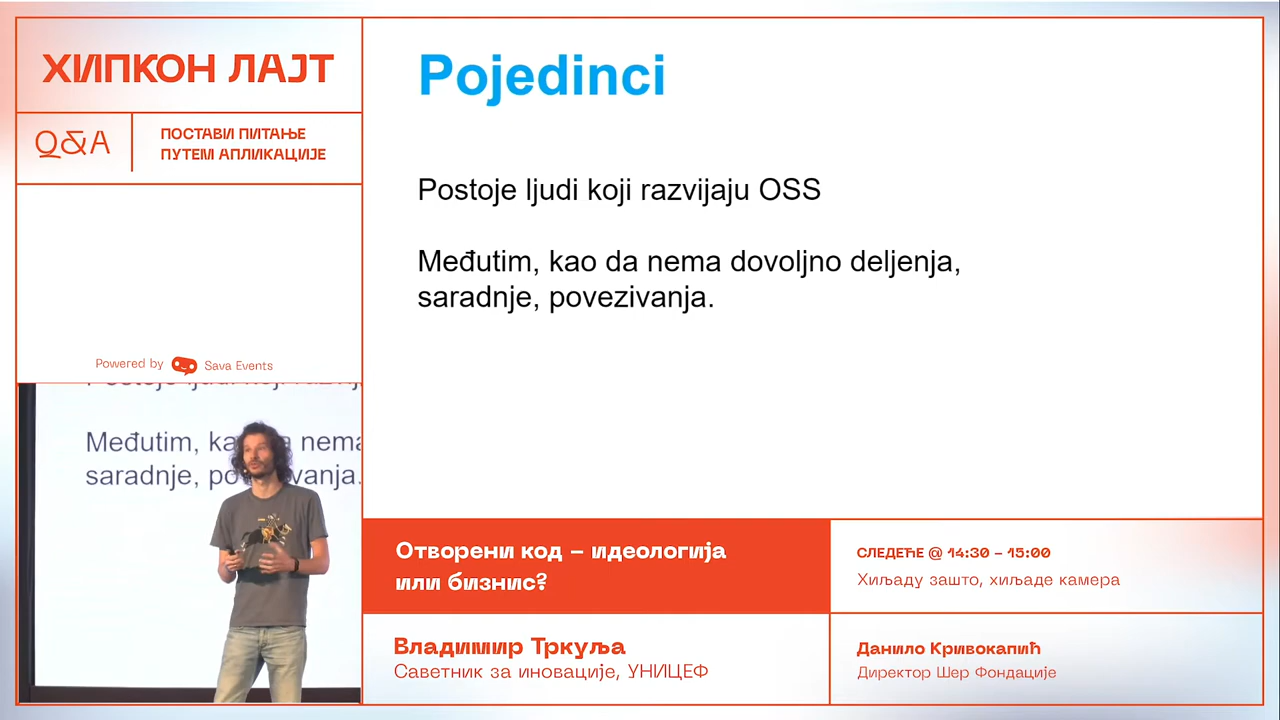 ХИПКОН ЛАЈТ
Q&A
ПОСТАВИ ПИТАЊЕ
ПУТЕМ АПЛИКАЦИЈЕ
Powered by Sava Events
Pojedinci
Postoje ljudi koji razvijaju OSS
Međutim, kao da nema dovoljno deljenja,
saradnje, povezivanja.
Međutim, ka nema
saradnje, po vanja.
Отворени код – идеологија
или бизнис?
Владимир Тркуља
Саветник за иновације, УНИЦЕФ
СЛЕДЕЋЕ @ 14:30 – 15:00
Хиљаду зашто, хиљаде камера
Данило Кривокапић
Директор Шер Фондације